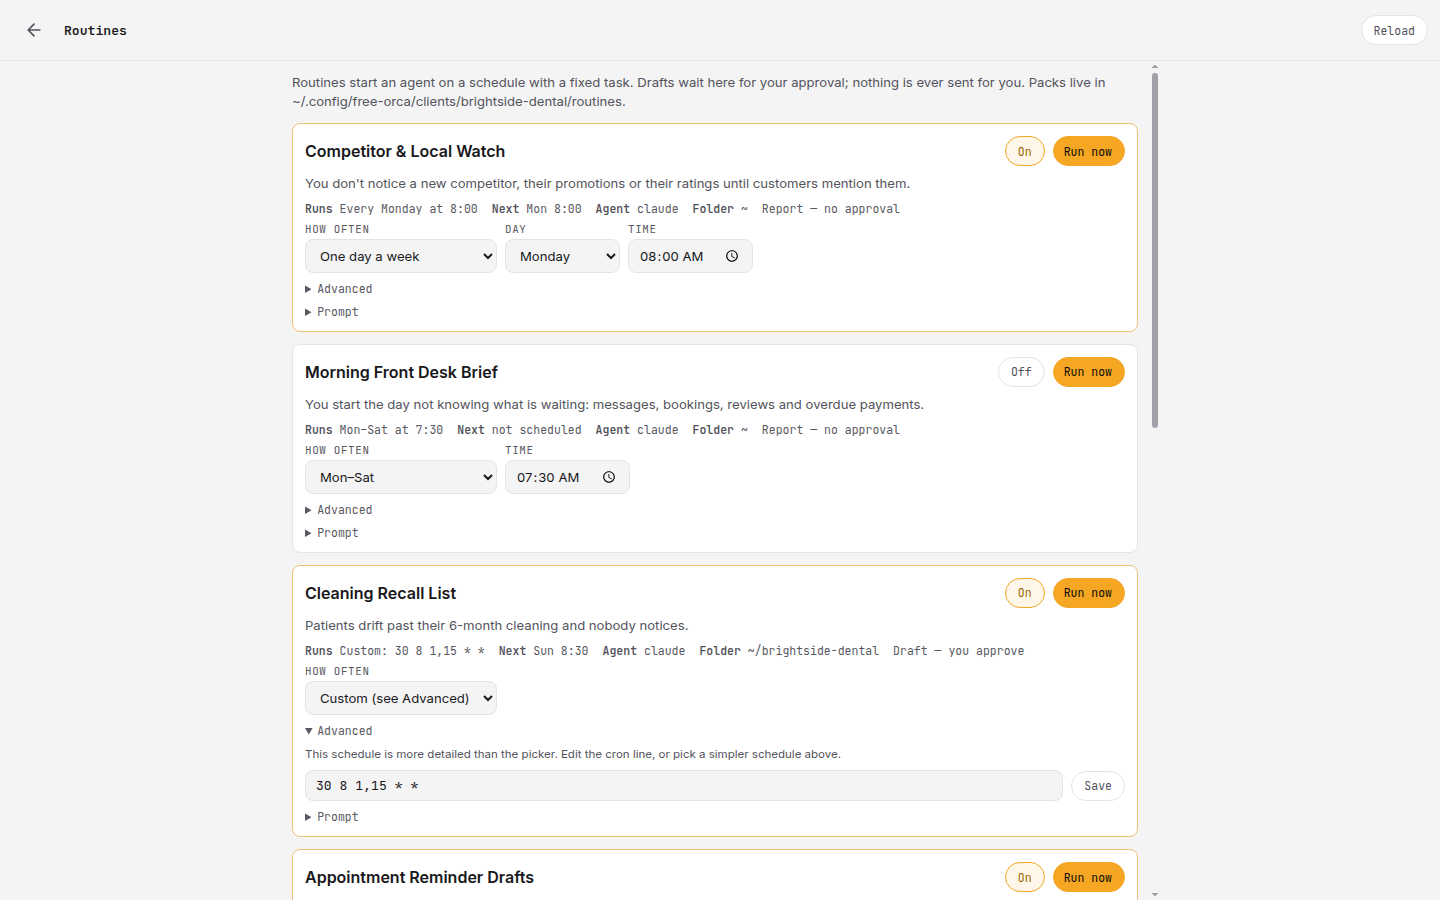 Routines
Reload
Routines start an agent on a schedule with a fixed task. Drafts wait here for your approval; nothing is ever sent for you. Packs live in
~/.config/free-orca/clients/brightside-dental/routines.
Competitor & Local Watch
On
Run now
You don't notice a new competitor, their promotions or their ratings until customers mention them.
Runs Every Monday at 8:00 Next Mon 8:00 Agent claude Folder ~ Report — no approval
HOW OFTEN DAY TIME
One day a week Monday 08:00 AM
Advanced
Prompt
Morning Front Desk Brief
Off
Run now
You start the day not knowing what is waiting: messages, bookings, reviews and overdue payments.
Runs Mon–Sat at 7:30 Next not scheduled Agent claude Folder ~ Report — no approval
HOW OFTEN TIME
Mon–Sat 07:30 AM
Advanced
Prompt
Cleaning Recall List
On
Run now
Patients drift past their 6-month cleaning and nobody notices.
Runs Custom: 30 8 1,15 * * Next Sun 8:30 Agent claude Folder ~/brightside-dental Draft — you approve
HOW OFTEN
Custom (see Advanced)
Advanced
This schedule is more detailed than the picker. Edit the cron line, or pick a simpler schedule above.
30 8 1,15 * *
Save
Prompt
Appointment Reminder Drafts
On
Run now